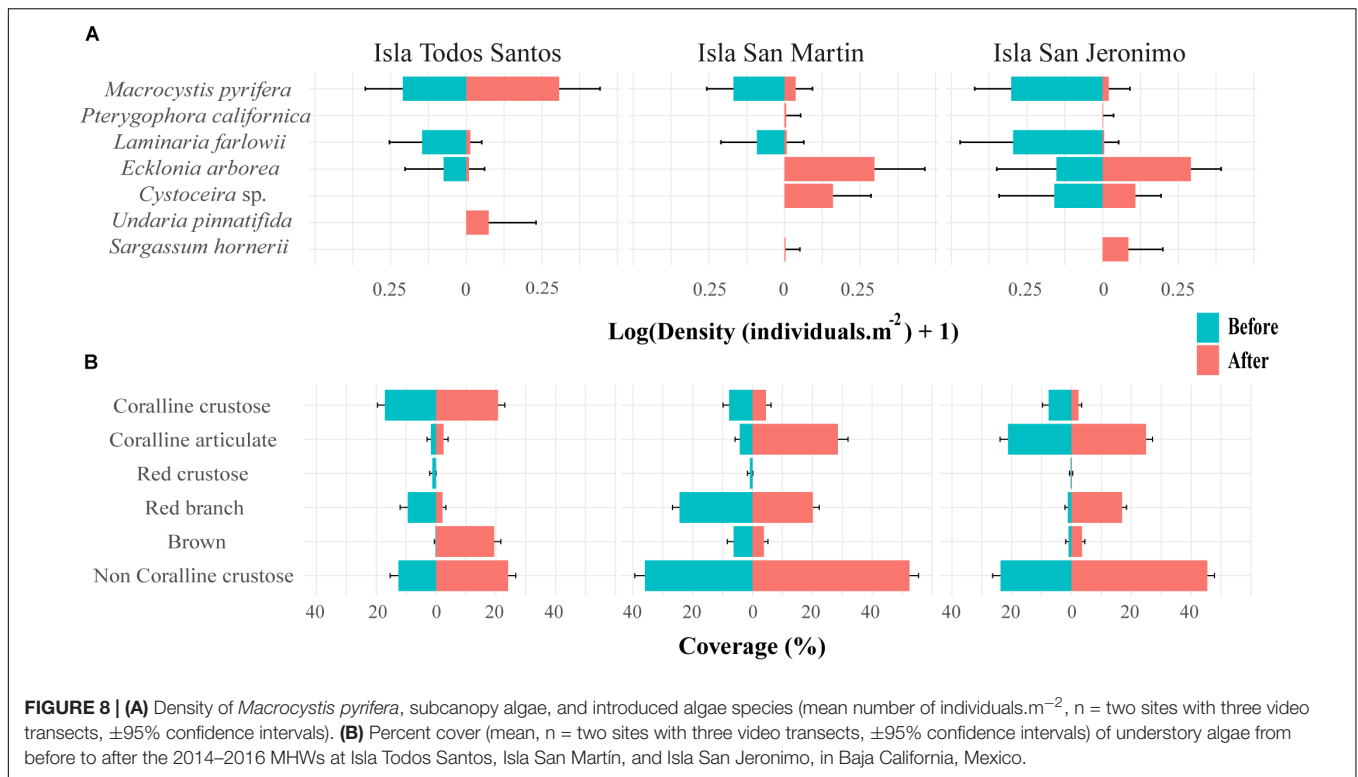 A
Isla Todos Santos Isla San Martin Isla San Jeronimo
Macrocystis pyrifera
Pterygophora californica
Laminaria farlowii
Ecklonia arborea
Cystoceira sp.
Undaria pinnatifida
Sargassum hornerii
0.25 0 0.25 0.25 0 0.25 0.25 0 0.25
Log(Density (individuals.m-2) + 1)
Before
After
B
Coralline crustose
Coralline articulate
Red crustose
Red branch
Brown
Non Coralline crustose
40 20 0 20 40 20 0 20 40 40 20 0 20 40
40
Coverage (%)
FIGURE 8 | (A) Density of Macrocystis pyrifera, subcanopy algae, and introduced algae species (mean number of individuals.m−2, n = two sites with three video
transects, ±95% confidence intervals). (B) Percent cover (mean, n = two sites with three video transects, ±95% confidence intervals) of understory algae from
before to after the 2014–2016 MHWs at Isla Todos Santos, Isla San Martín, and Isla San Jeronimo, in Baja California, Mexico.